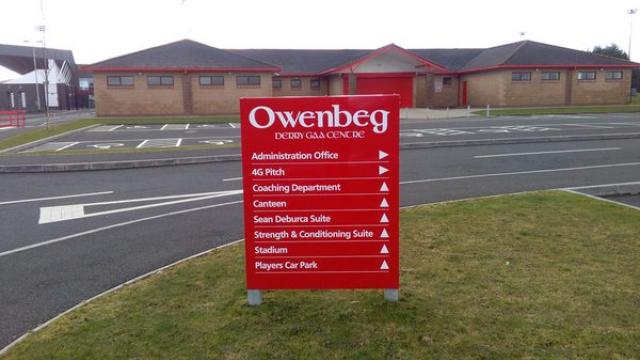 Owenbeg
DERRY GAA CENTRE
Administration Office
4G Pitch
Coaching Department
Canteen
Sean Deburca Suite
Strength & Conditioning Suite
Stadium
Players Car Park